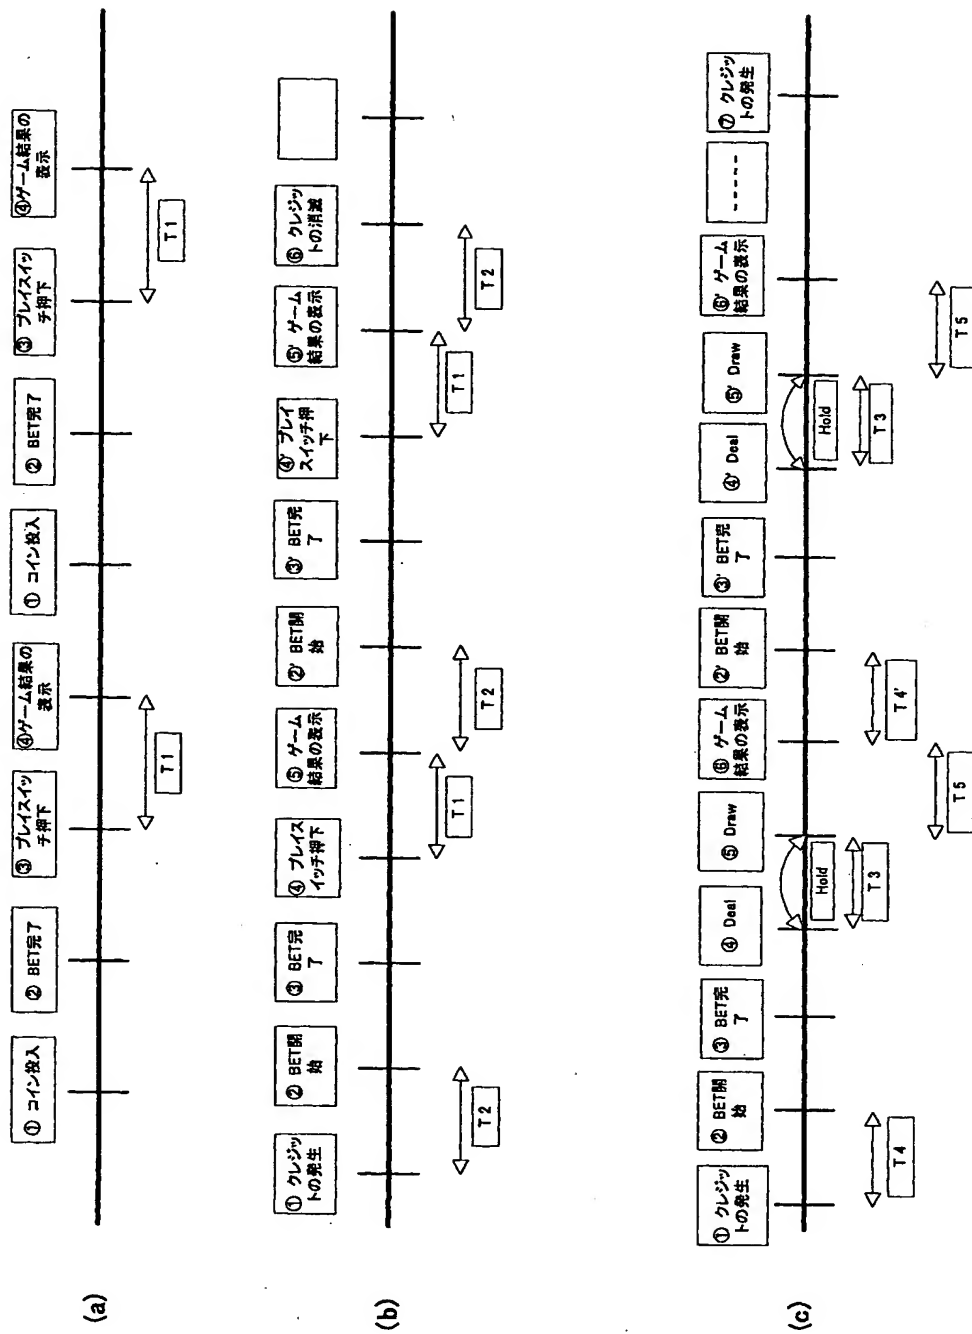 (a)
① コイン投入
② BET完了
③ プレイスイッ
チ押下
④ゲーム結果の
表示
① コイン投入
② BET完了
③ プレイスイッ
チ押下
④ゲーム結果の
表示
T1
T1
(b)
① クレジッ
トの発生
② BET開
始
③ BET完
了
④ プレイス
イッチ押下
⑤ ゲーム
結果の表示
②' BET開
始
③' BET完
了
④' プレイ
スイッチ押
下
⑤' ゲーム
結果の表示
⑥ クレジッ
トの消滅
T2
T1
T2
T1
T2
(c)
① クレジッ
トの発生
② BET開
始
③ BET完
了
④ Deal
⑤ Draw
⑥ ゲーム
結果の表示
②' BET開
始
③' BET完
了
④' Deal
⑤' Draw
⑥' ゲーム
結果の表示
-----
⑦ クレジッ
トの発生
Hold
Hold
T4
T3
T5
T4'
T3
T5